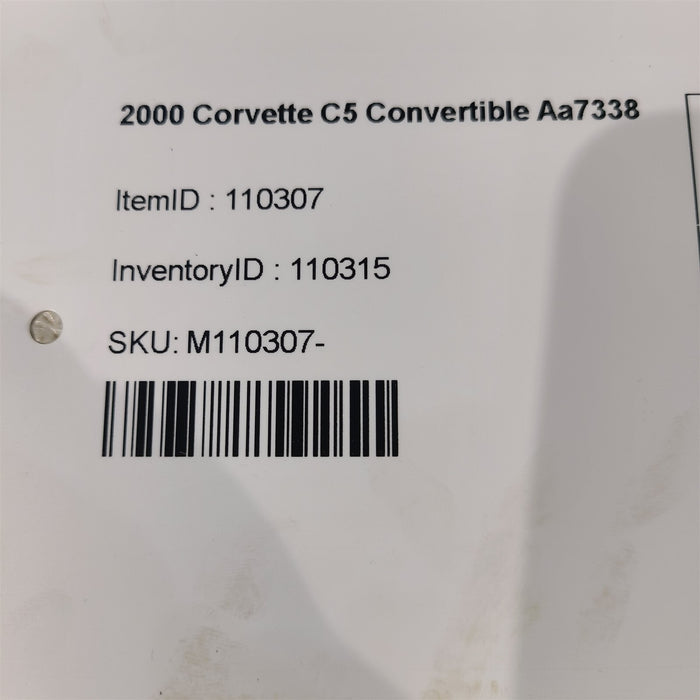 2000 Corvette C5 Convertible Aa7338
ItemID : 110307
InventoryID : 110315
SKU: M110307-